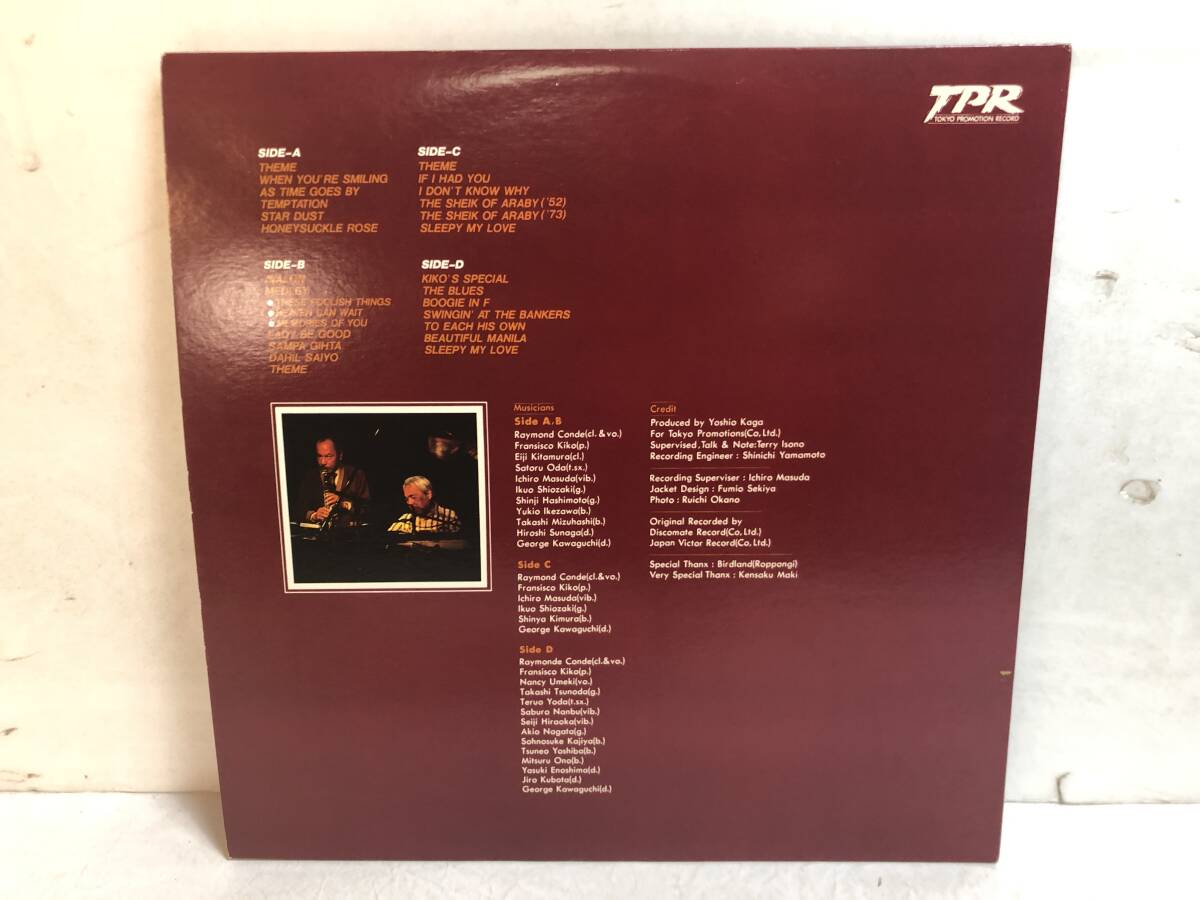 TPR
TOKYO PROMOTION RECORD
SIDE-A
THEME
WHEN YOU'RE SMILING
AS TIME GOES BY
TEMPTATION
STAR DUST
HONEYSUCKLE ROSE
SIDE-C
THEME
IF I HAD YOU
I DON'T KNOW WHY
THE SHEIK OF ARABY ('52)
THE SHEIK OF ARABY ('73)
SLEEPY MY LOVE
SIDE-B
MEDLEY
●THESE FOOLISH THINGS
●HEAVEN CAN WAIT
●MEMORIES OF YOU
LADY BE GOOD
SAMPA GIHTA
DAHIL SAIYO
THEME
SIDE-D
KIKO'S SPECIAL
THE BLUES
BOOGIE IN F
SWINGIN' AT THE BANKERS
TO EACH HIS OWN
BEAUTIFUL MANILA
SLEEPY MY LOVE
Musicians
Side A.B
Raymond Conde(cl.&vo.)
Fransisco Kiko(p.)
Eiji Kitamura(cl.)
Satoru Oda(t.sx.)
Ichiro Masuda(vib.)
Ikuo Shiozaki(g.)
Shinji Hashimoto(g.)
Yukio Ikezawa(b.)
Takashi Mizuhashi(b.)
Hiroshi Sunaga(d.)
George Kawaguchi(d.)
Side C
Raymond Conde(cl.&vo.)
Fransisco Kiko(p.)
Ichiro Masuda(vib.)
Ikuo Shiozaki(g.)
Shinya Kimura(b.)
George Kawaguchi(d.)
Side D
Raymonde Conde(cl.&vo.)
Fransisco Kiko(p.)
Nancy Umeki(vo.)
Takashi Tsunoda(g.)
Teruo Yoda(t.sx.)
Saburo Nanbu(vib.)
Seiji Hiraoka(vib.)
Akio Nagata(g.)
Sohnosuke Kajiya(b.)
Tsuneo Yoshiba(b.)
Mitsuru Ono(b.)
Yasuki Enoshima(d.)
Jiro Kubota(d.)
George Kawaguchi(d.)
Credit
Produced by Yoshio Kaga
For Tokyo Promotions(Co,Ltd.)
Supervised,Talk & Note:Terry Isono
Recording Engineer : Shinichi Yamamoto
Recording Superviser : Ichiro Masuda
Jacket Design : Fumio Sekiya
Photo : Ruichi Okano
Original Recorded by
Discomate Record(Co,Ltd.)
Japan Victor Record(Co,Ltd.)
Special Thanx : Birdland(Roppongi)
Very Special Thanx : Kensaku Maki